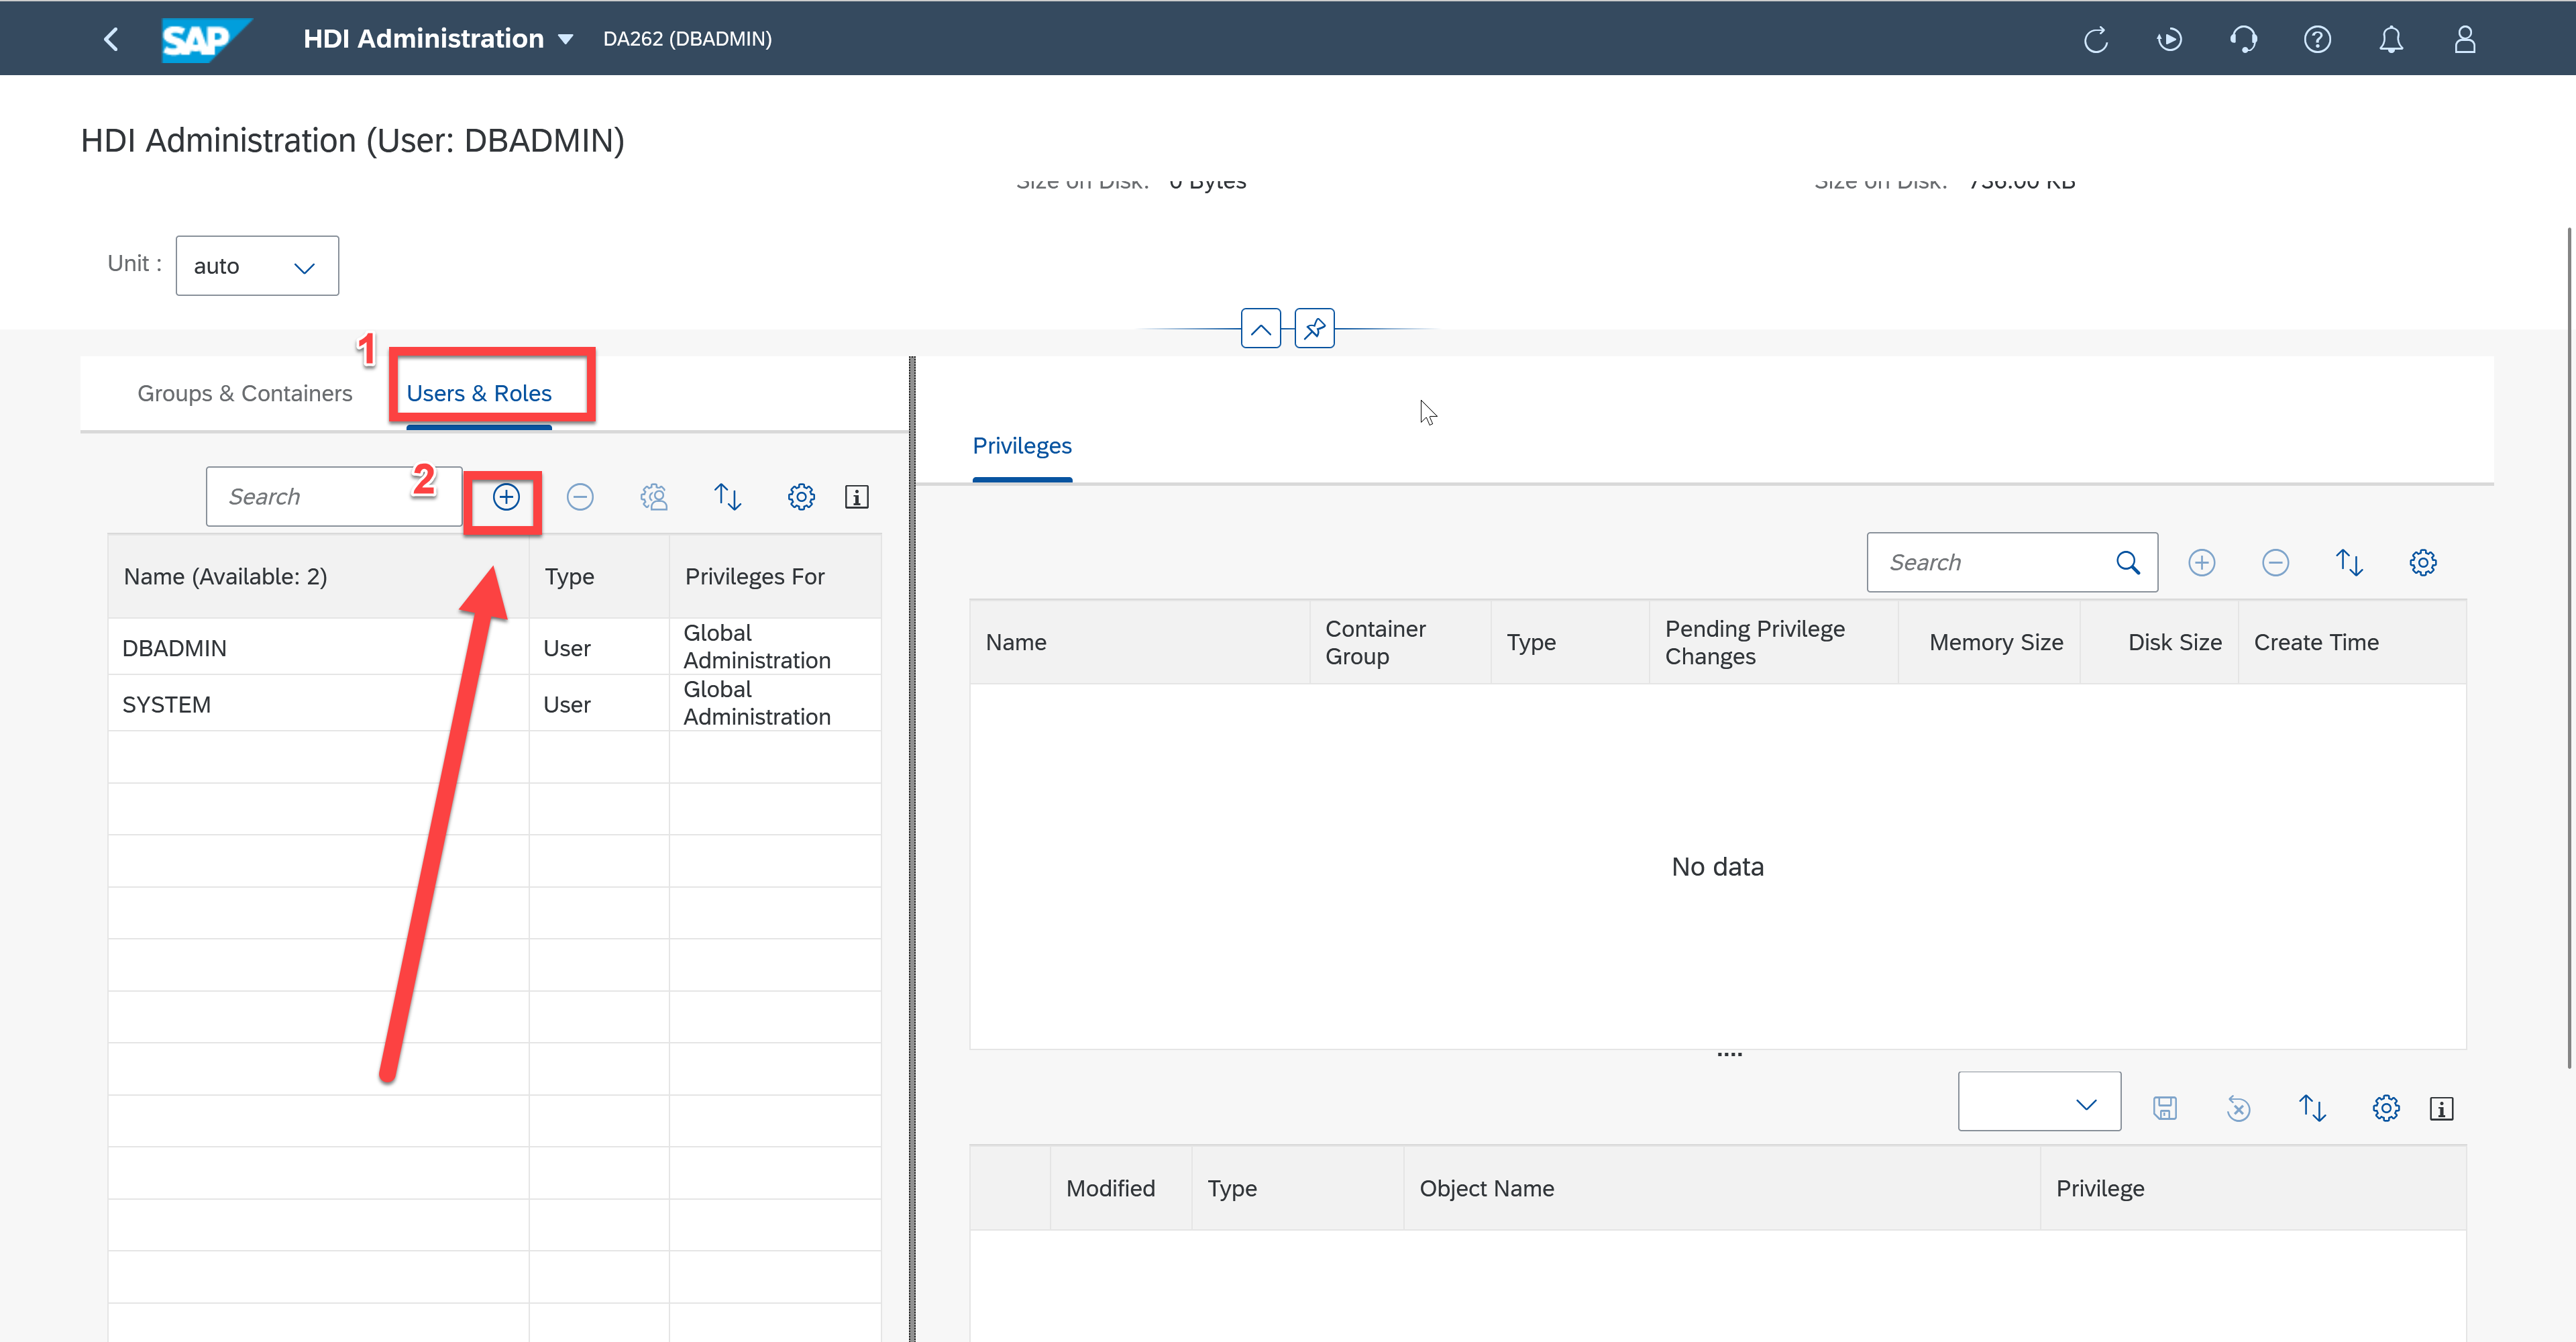 SAP HDI Administration DA262 (DBADMIN)
HDI Administration (User: DBADMIN)
Size on Disk: 0 Bytes
Size on Disk: 736.00 KB
Unit :
auto
1
Groups & Containers
Users & Roles
Search
2
Name (Available: 2)
Type
Privileges For
DBADMIN
User
Global
Administration
SYSTEM
User
Global
Administration
Privileges
Search
Name
Container
Group
Type
Pending Privilege
Changes
Memory Size
Disk Size
Create Time
No data
Modified
Type
Object Name
Privilege